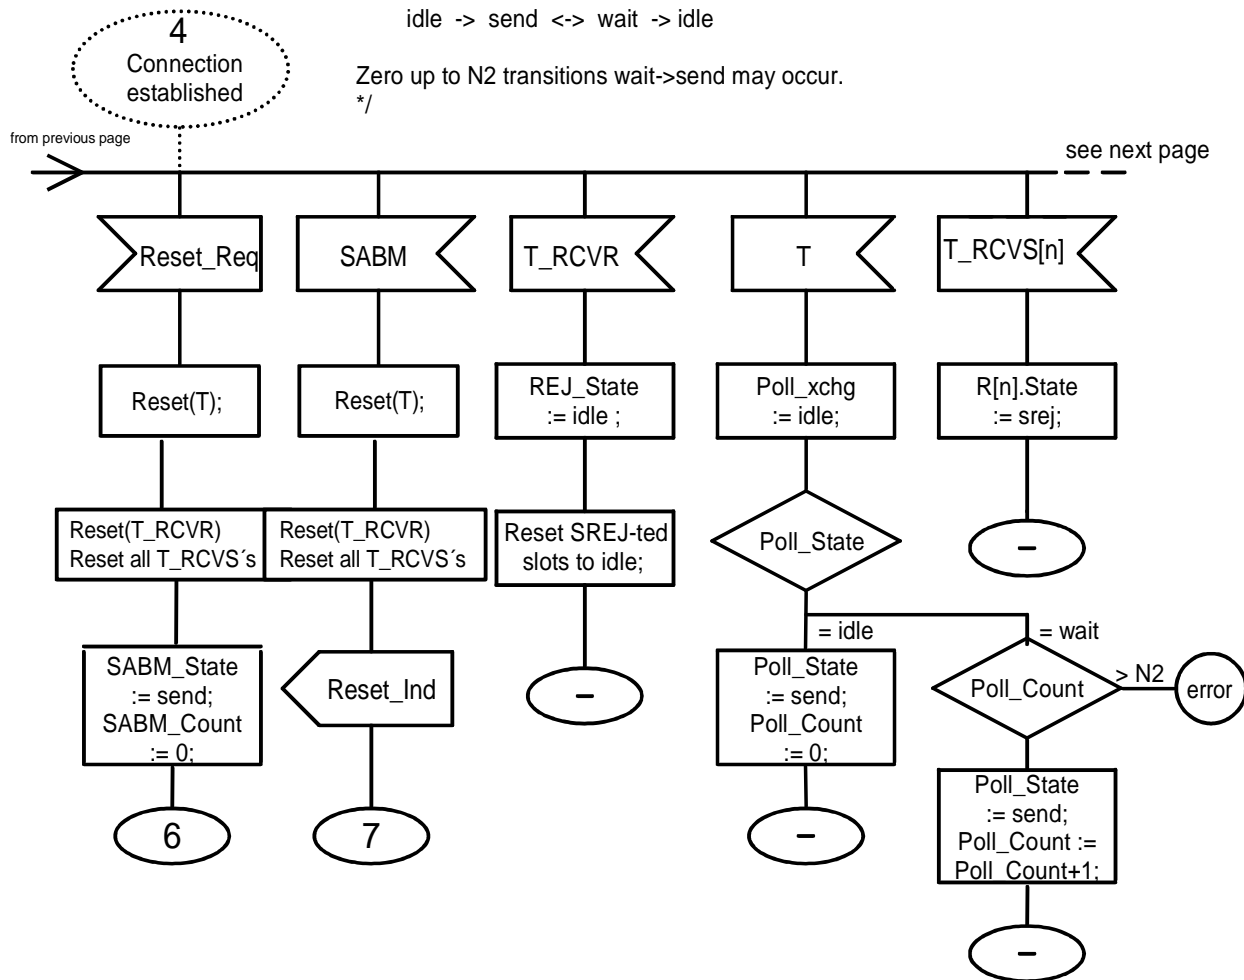 idle -> send <-> wait -> idle
Zero up to N2 transitions wait->send may occur.
*/
4
Connection
established
from previous page
see next page
Reset_Req
SABM
T_RCVR
T
T_RCVS[n]
Reset(T);
Reset(T);
REJ_State
:= idle ;
Poll_xchg
:= idle;
R[n].State
:= srej;
Reset(T_RCVR)
Reset all T_RCVS´s
Reset(T_RCVR)
Reset all T_RCVS´s
Reset SREJ-ted
slots to idle;
Poll_State
–
= idle
= wait
SABM_State
:= send;
SABM_Count
:= 0;
Reset_Ind
–
Poll_State
:= send;
Poll_Count
:= 0;
Poll_Count
> N2
error
Poll_State
:= send;
Poll_Count :=
Poll_Count+1;
6
7
–
–